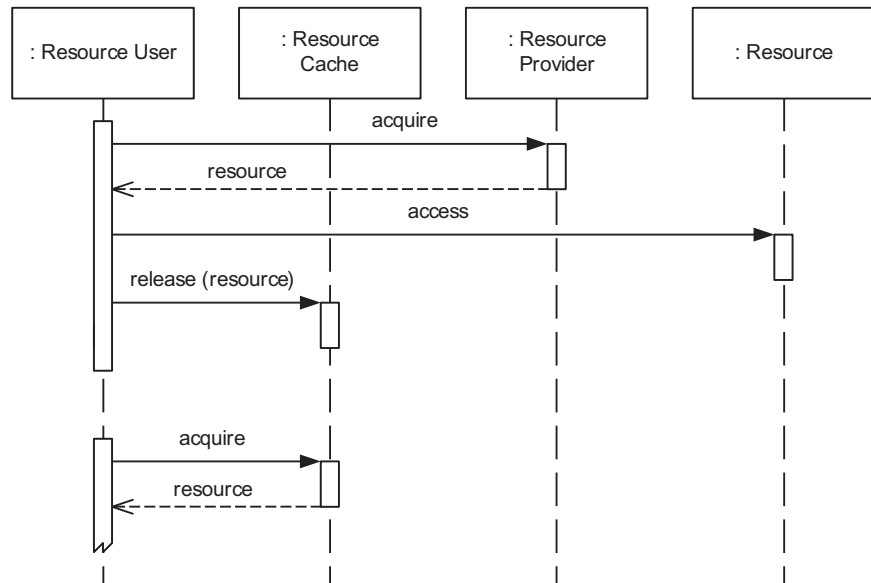 : Resource User
: Resource
Cache
: Resource
Provider
: Resource
acquire
resource
access
release (resource)
acquire
resource